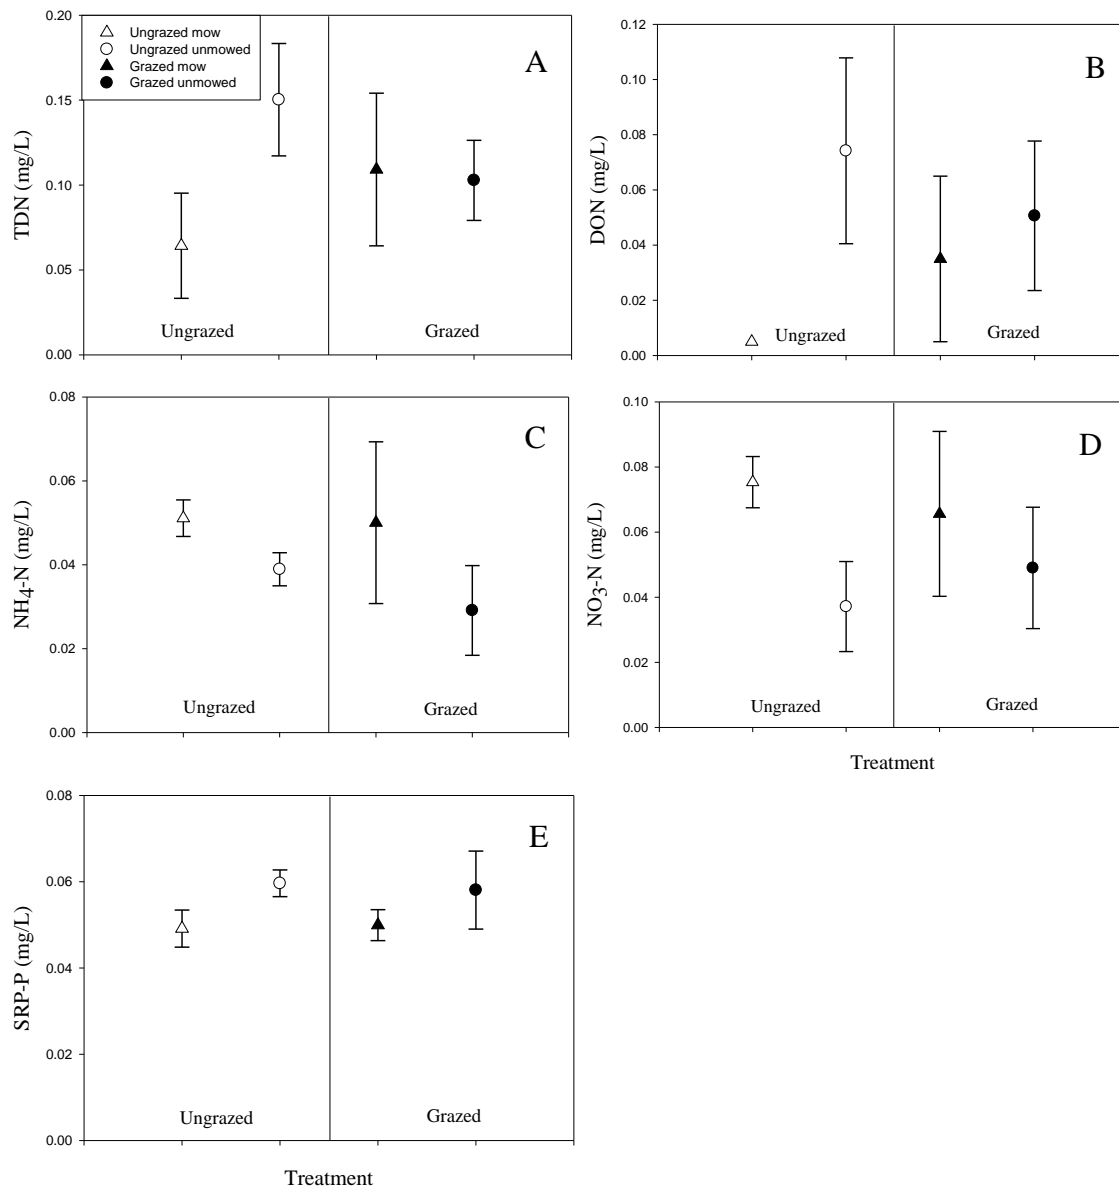 0.20
0.15
0.10
0.05
0.00
TDN (mg/L)
Ungrazed mow
Ungrazed unmowed
Grazed mow
Grazed unmowed
A
Ungrazed
Grazed
0.12
0.10
0.08
0.06
0.04
0.02
0.00
DON (mg/L)
B
Ungrazed
Grazed
0.08
0.06
0.04
0.02
0.00
NH4-N (mg/L)
C
Ungrazed
Grazed
0.10
0.08
0.06
0.04
0.02
0.00
NO3-N (mg/L)
D
Ungrazed
Grazed
Treatment
0.08
0.06
0.04
0.02
0.00
SRP-P (mg/L)
E
Ungrazed
Grazed
Treatment